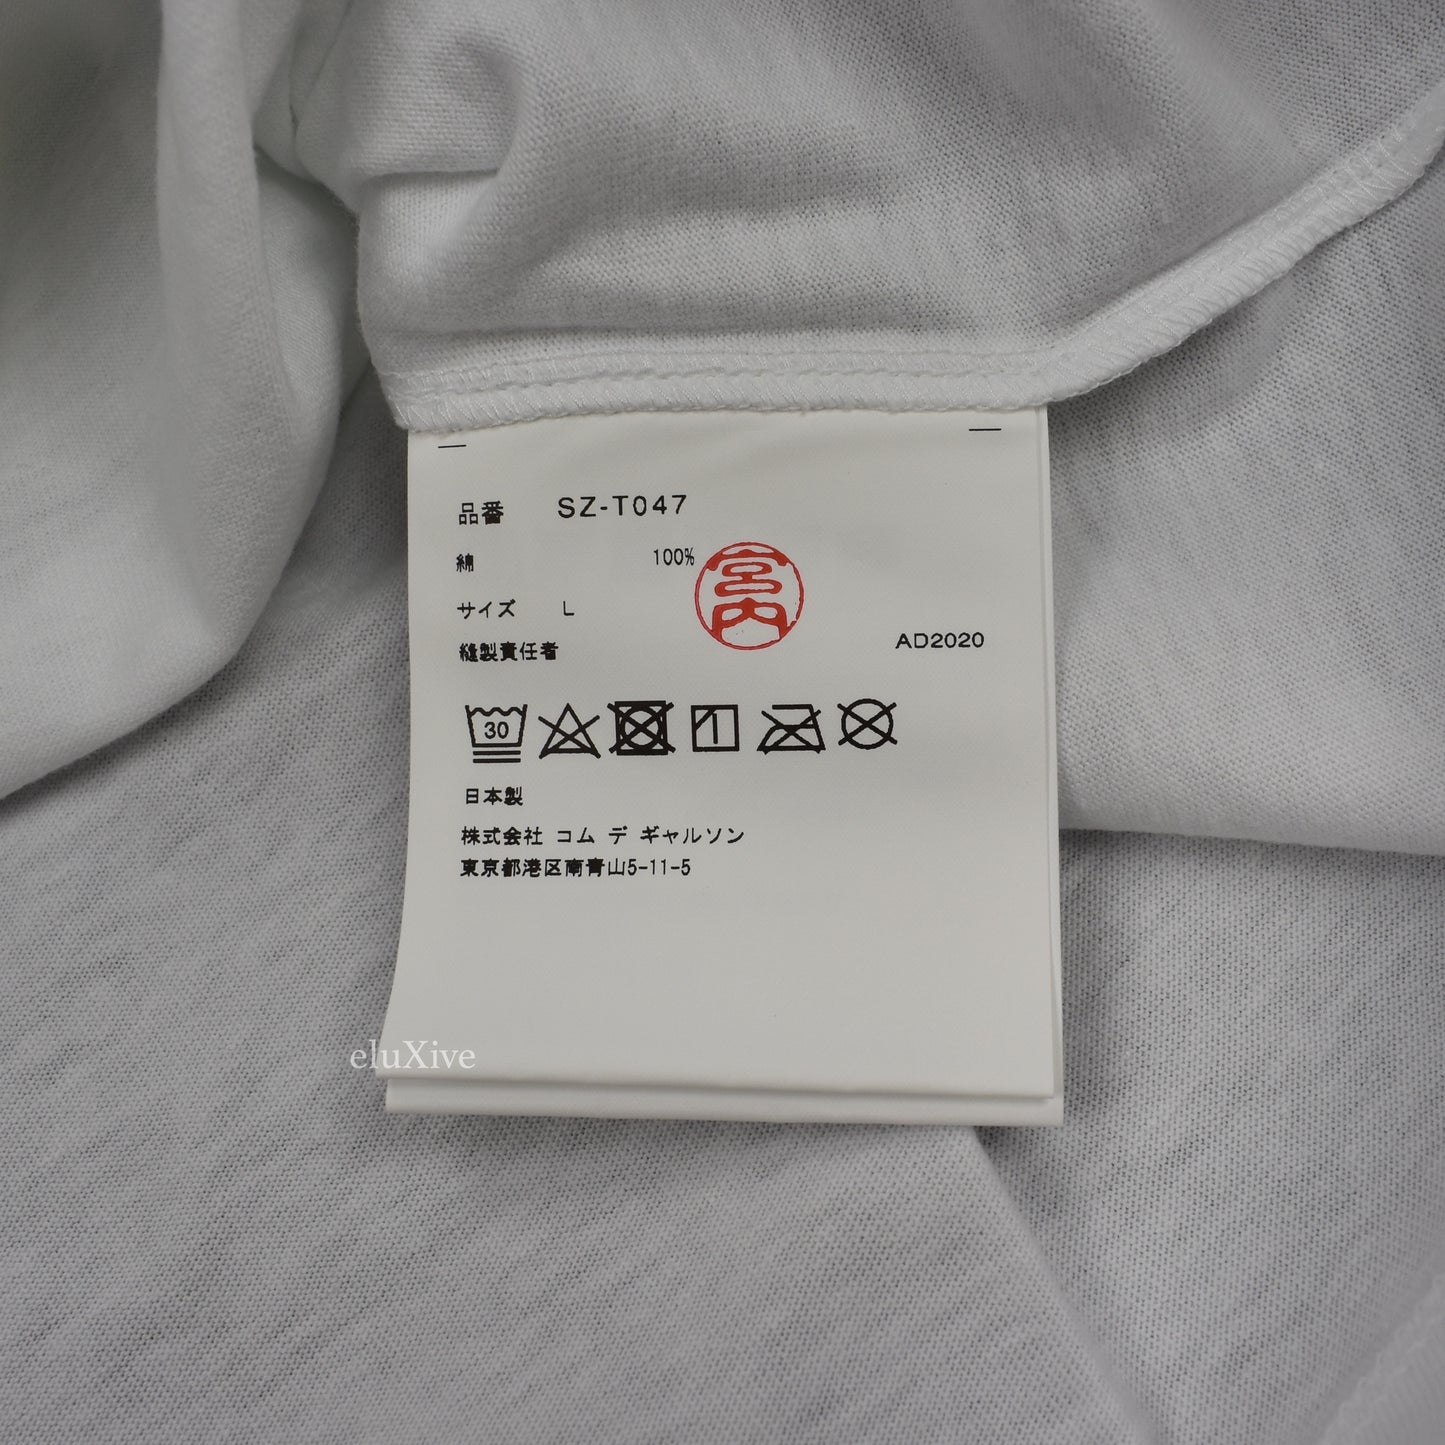 品番 SZ-T047
綿 100%
サイズ L
宮内
縫製責任者 AD2020
30
日本製
株式会社 コム デ ギャルソン
東京都港区南青山5-11-5
eluXive